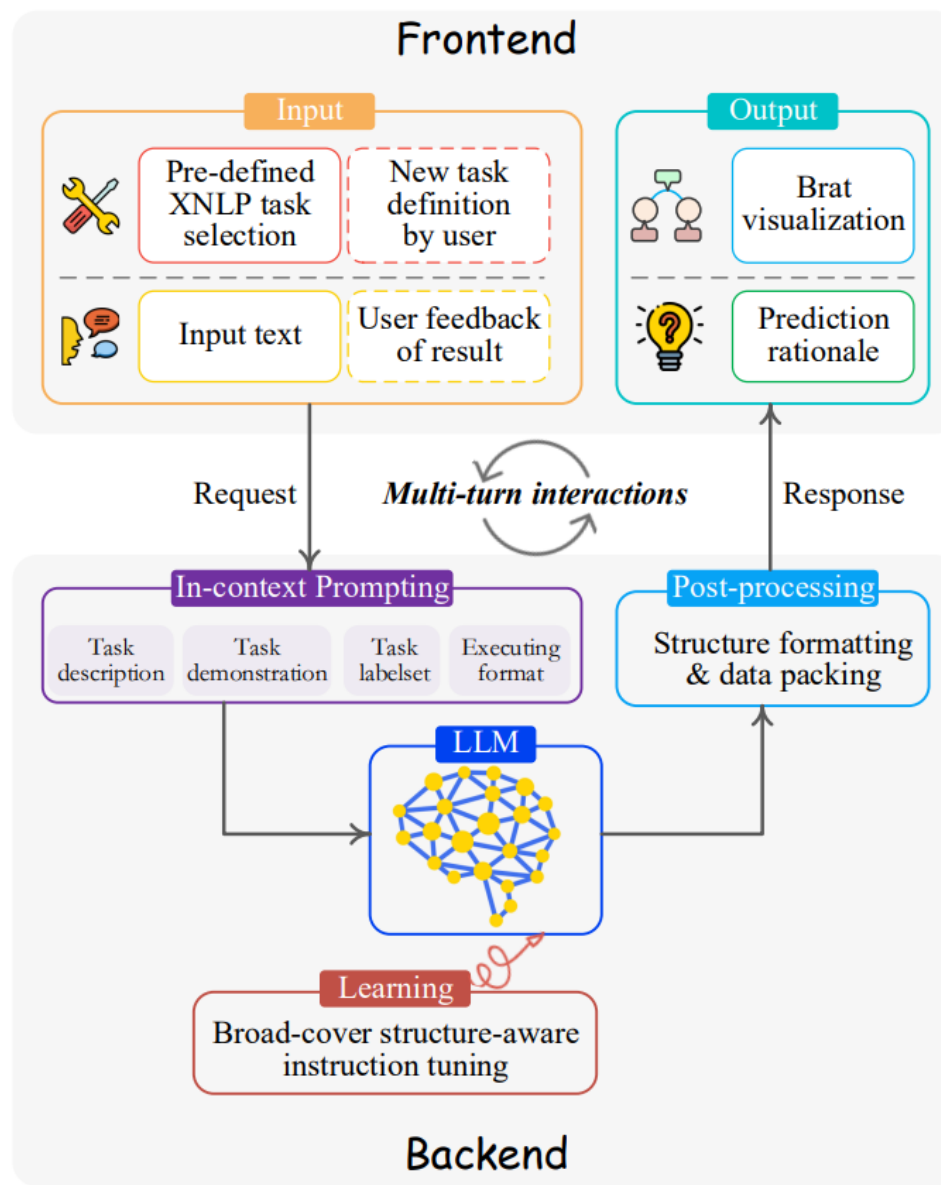 Frontend
Input
Pre-defined
XNLP task
selection
New task
definition
by user
Input text
User feedback
of result
Output
Brat
visualization
Prediction
rationale
Request
Multi-turn interactions
Response
In-context Prompting
Task
description
Task
demonstration
Task
labelset
Executing
format
Post-processing
Structure formatting
& data packing
LLM
Learning
Broad-cover structure-aware
instruction tuning
Backend